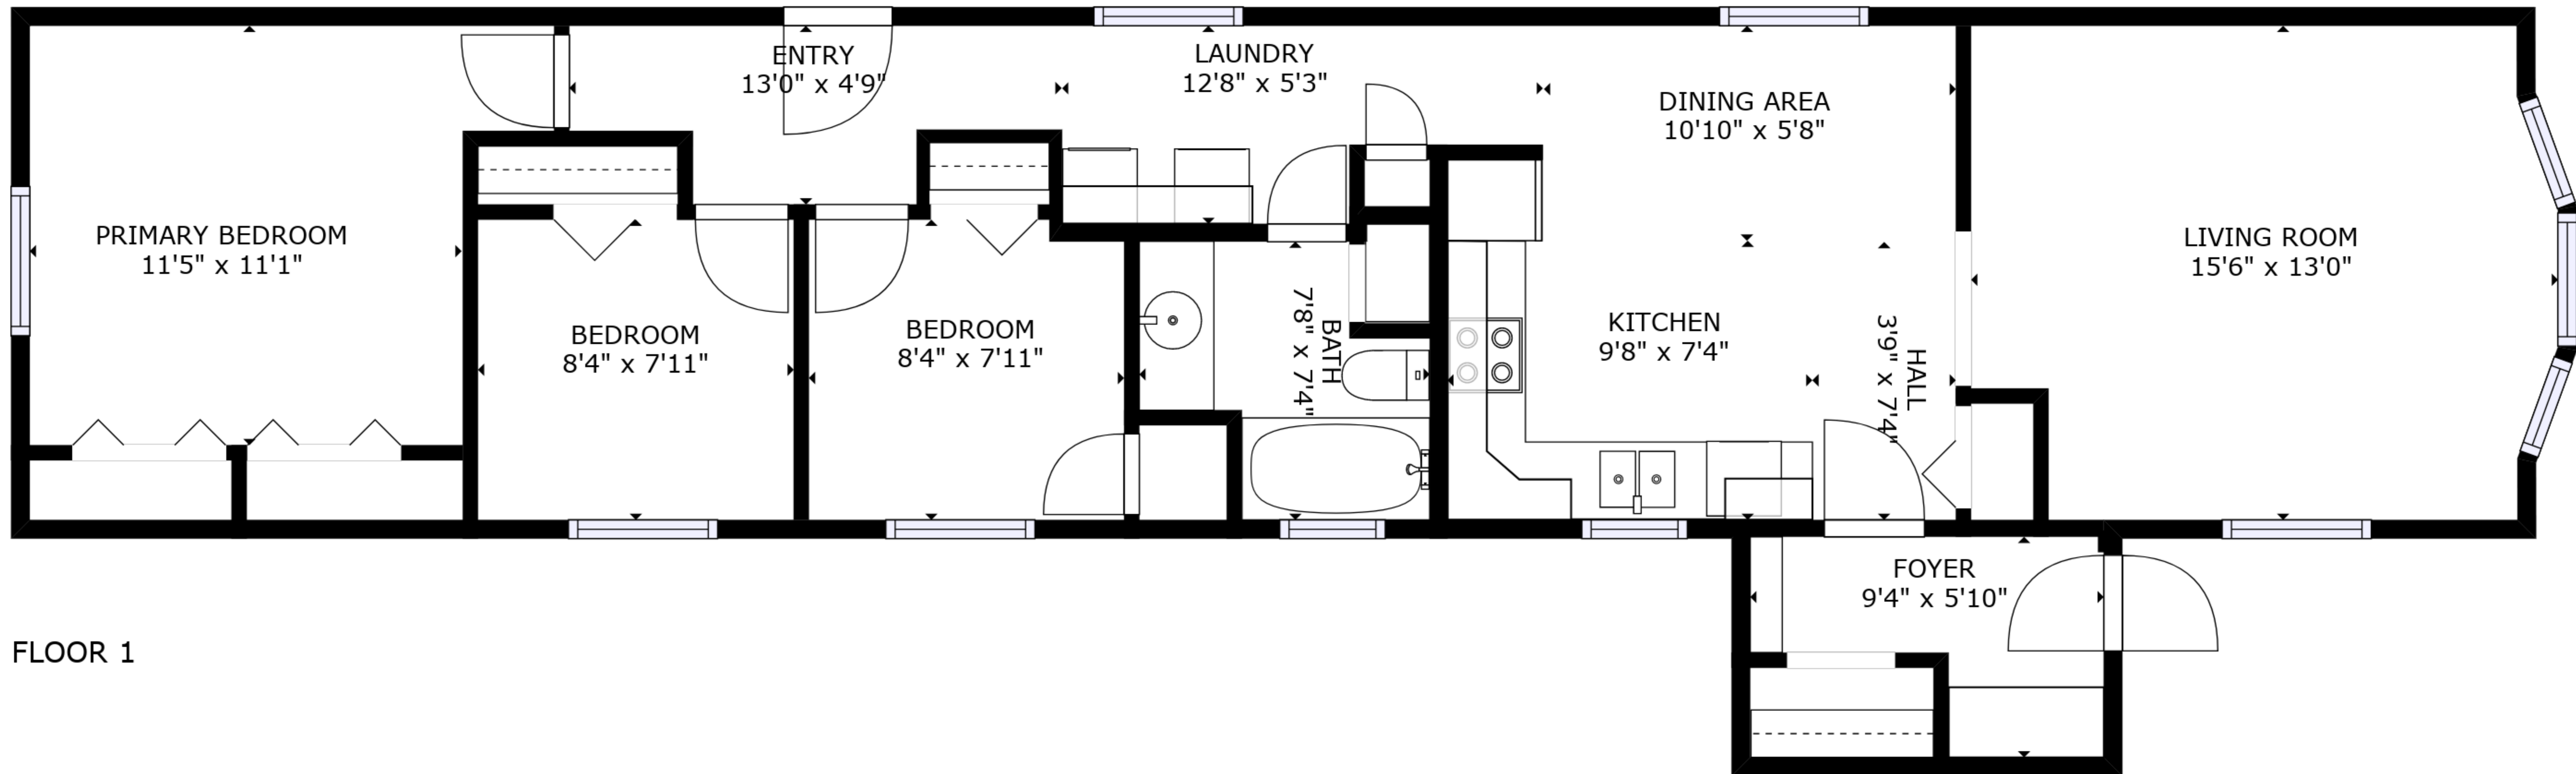 ENTRY
13'0" x 4'9"
LAUNDRY
12'8" x 5'3"
DINING AREA
10'10" x 5'8"
PRIMARY BEDROOM
11'5" x 11'1"
LIVING ROOM
15'6" x 13'0"
BEDROOM
8'4" x 7'11"
BEDROOM
8'4" x 7'11"
BATH
7'8" x 7'4"
KITCHEN
9'8" x 7'4"
HALL
3'9" x 7'4"
FOYER
9'4" x 5'10"
FLOOR 1